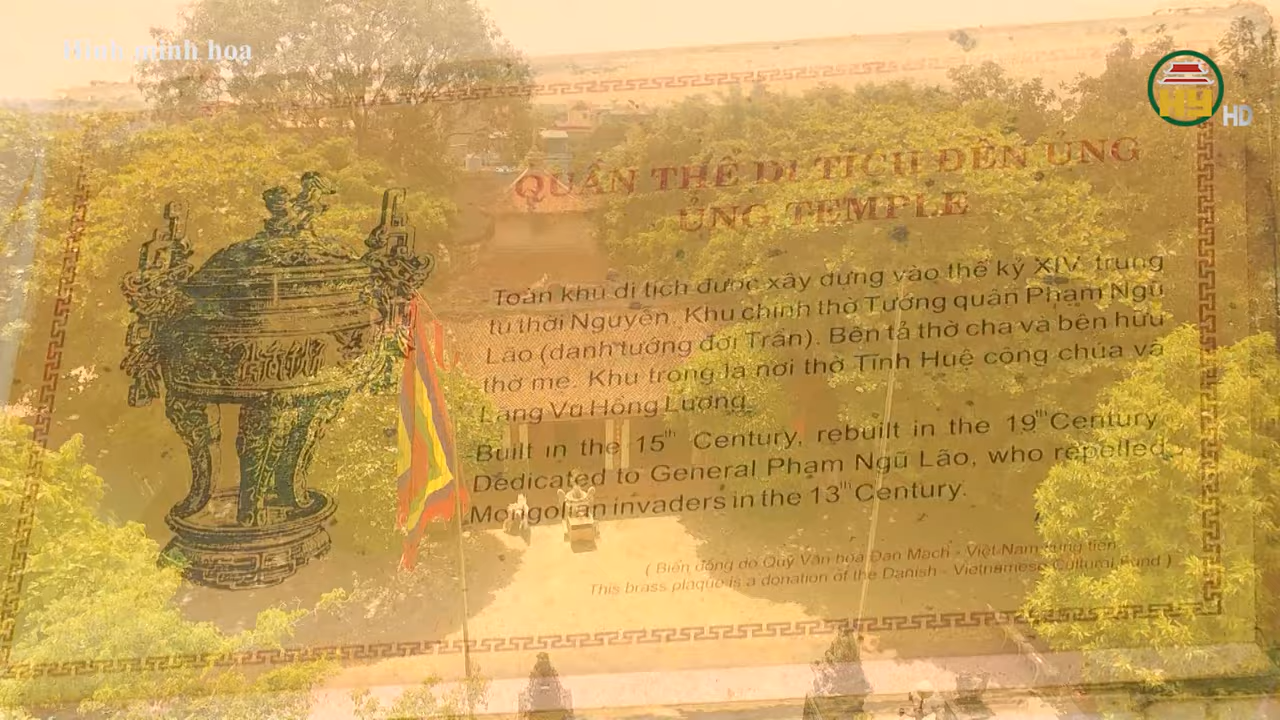 Hình minh họa
HY
HD
QUẦN THỂ DI TÍCH ĐỀN ỦNG
ỦNG TEMPLE
Toàn khu di tích được xây dựng vào thế kỷ XIV, trung
tu thời Nguyễn. Khu chính thờ Tướng quân Phạm Ngũ
Lão (danh tướng đời Trần). Bên tả thờ cha và bên hữu
thờ mẹ. Khu trong là nơi thờ Tĩnh Huệ công chúa và
Lăng Vũ Hồng Lượng.
Built in the 15th Century, rebuilt in the 19th Century.
Dedicated to General Phạm Ngũ Lão, who repelled
Mongolian invaders in the 13th Century.
( Biển đồng do Quỹ Văn hóa Đan Mạch - Việt Nam cung tiến.
This brass plaque is a donation of the Danish - Vietnamese Cultural Fund )